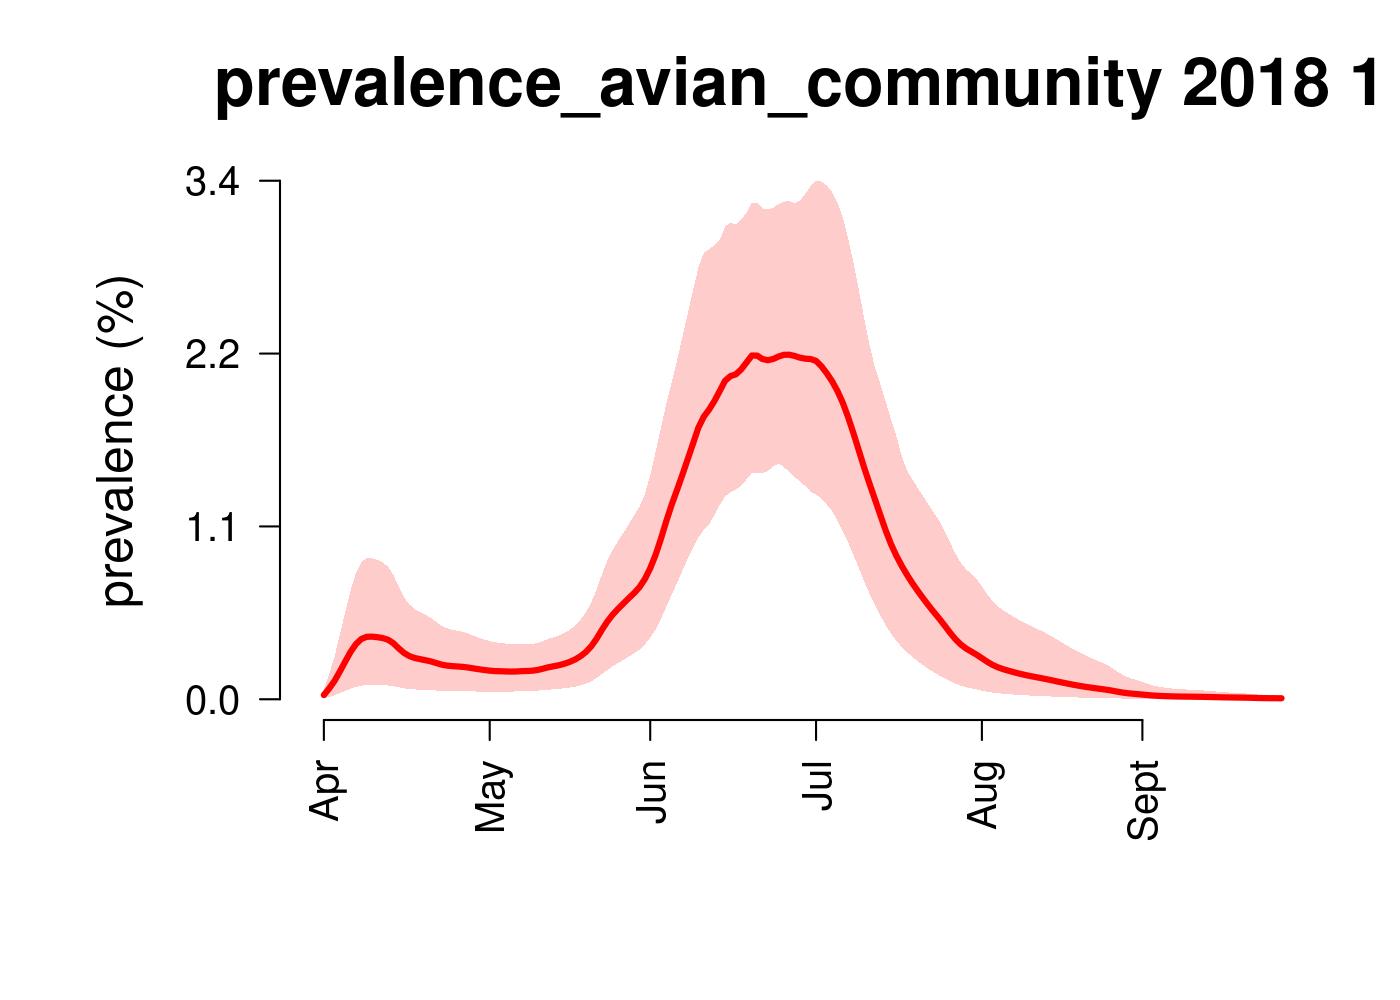 prevalence_avian_community 2018 1
prevalence (%)
3.4
2.2
1.1
0.0
Apr
May
Jun
Jul
Aug
Sept